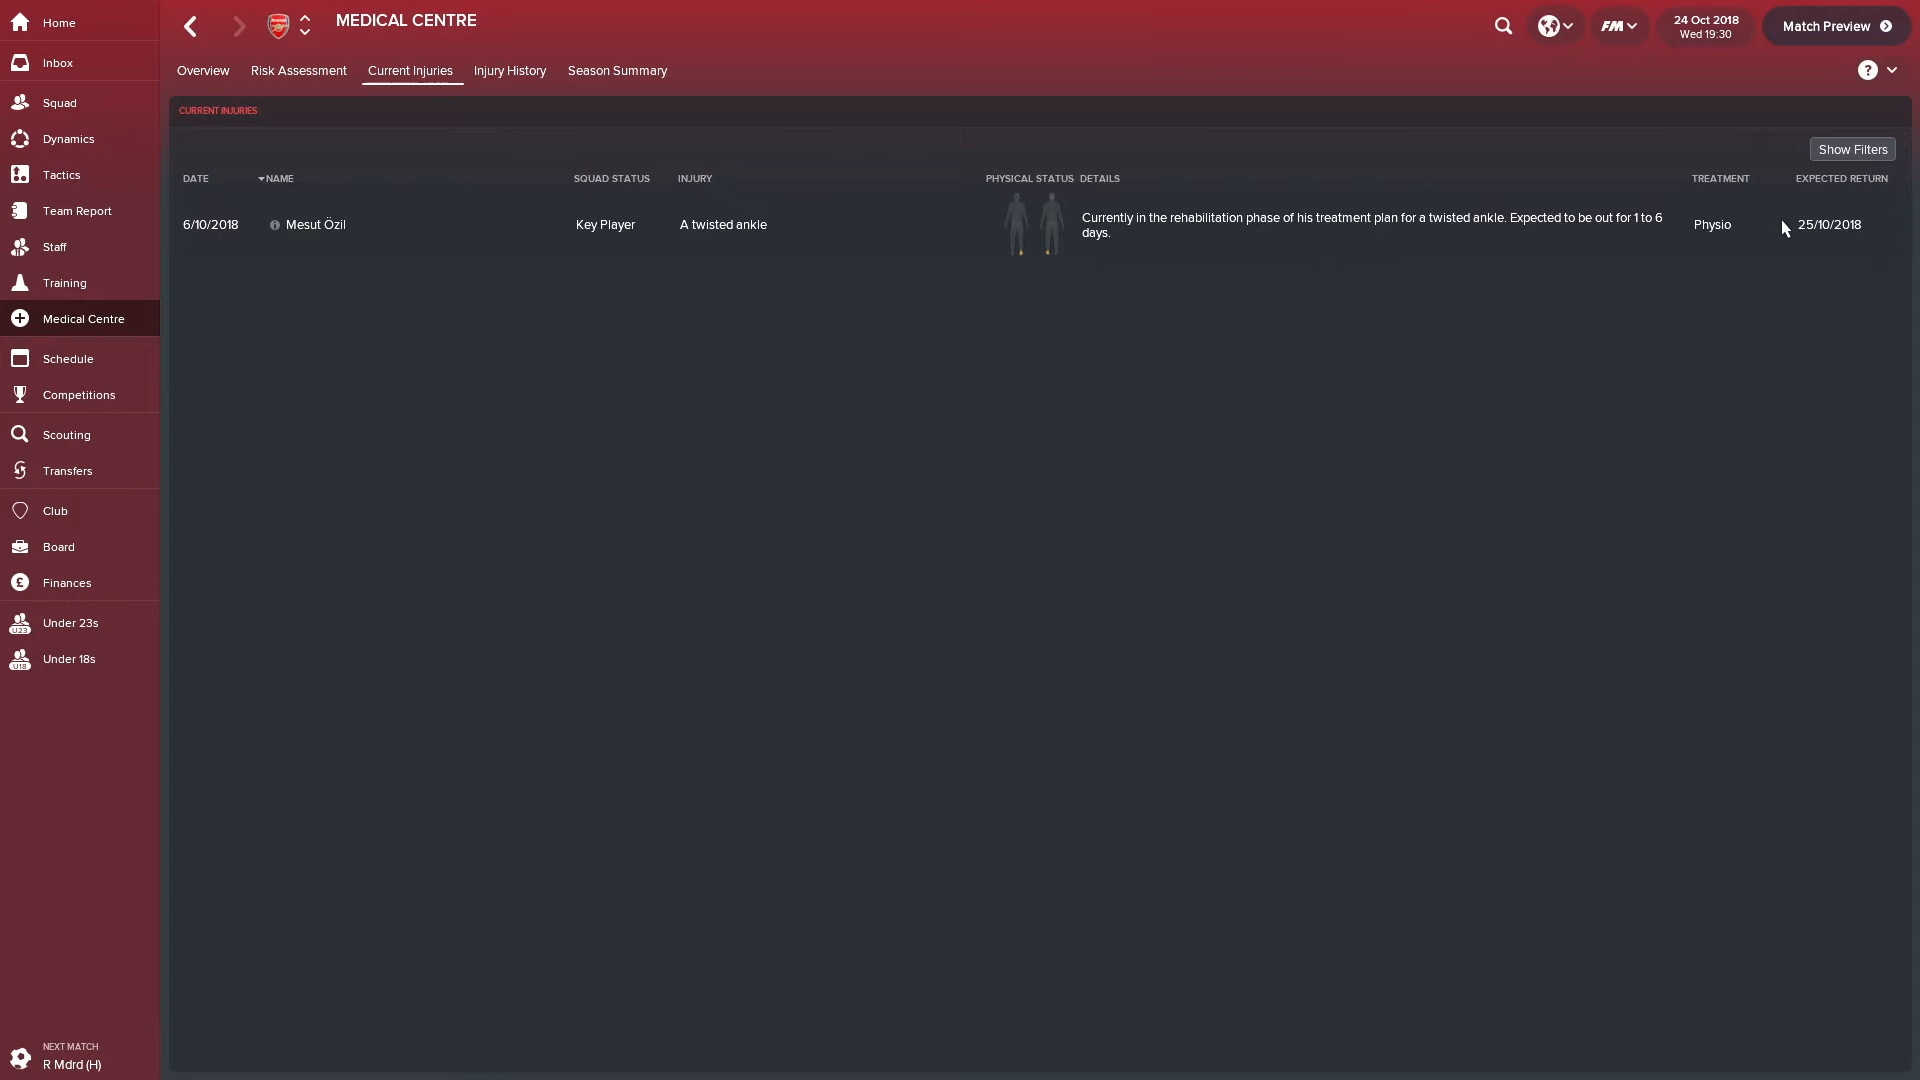 Home
Inbox
Squad
Dynamics
Tactics
Team Report
Staff
Training
Medical Centre
Schedule
Competitions
Scouting
Transfers
Club
Board
Finances
U23
Under 23s
U18
Under 18s
NEXT MATCH
R Mdrd (H)
MEDICAL CENTRE
FM
24 Oct 2018
Wed 19:30
Match Preview
Overview
Risk Assessment
Current Injuries
Injury History
Season Summary
?
CURRENT INJURIES
Show Filters
DATE
NAME
SQUAD STATUS
INJURY
PHYSICAL STATUS
DETAILS
TREATMENT
EXPECTED RETURN
6/10/2018
Mesut Özil
Key Player
A twisted ankle
Currently in the rehabilitation phase of his treatment plan for a twisted ankle. Expected to be out for 1 to 6
days.
Physio
25/10/2018